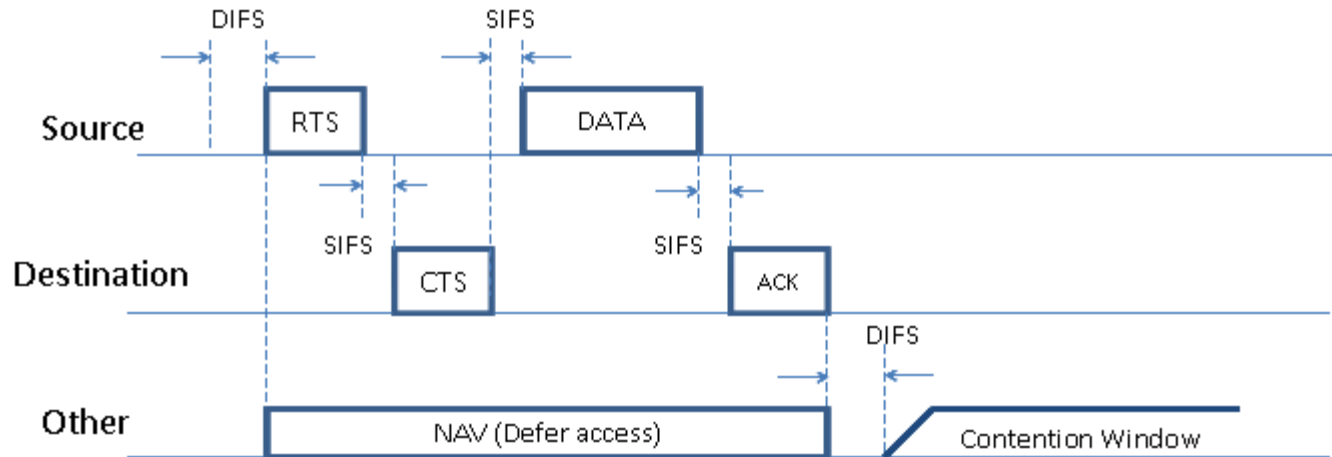 DIFS
SIFS
Source
RTS
DATA
SIFS
SIFS
Destination
CTS
ACK
DIFS
Other
NAV (Defer access)
Contention Window